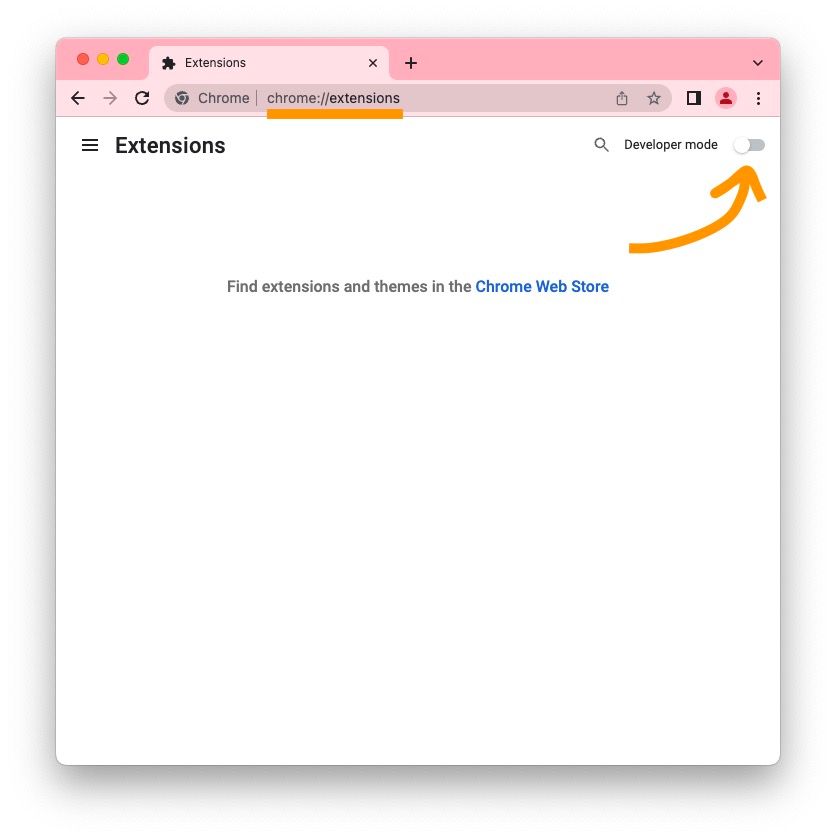 Extensions
Chrome chrome://extensions
Extensions Developer mode
Find extensions and themes in the Chrome Web Store